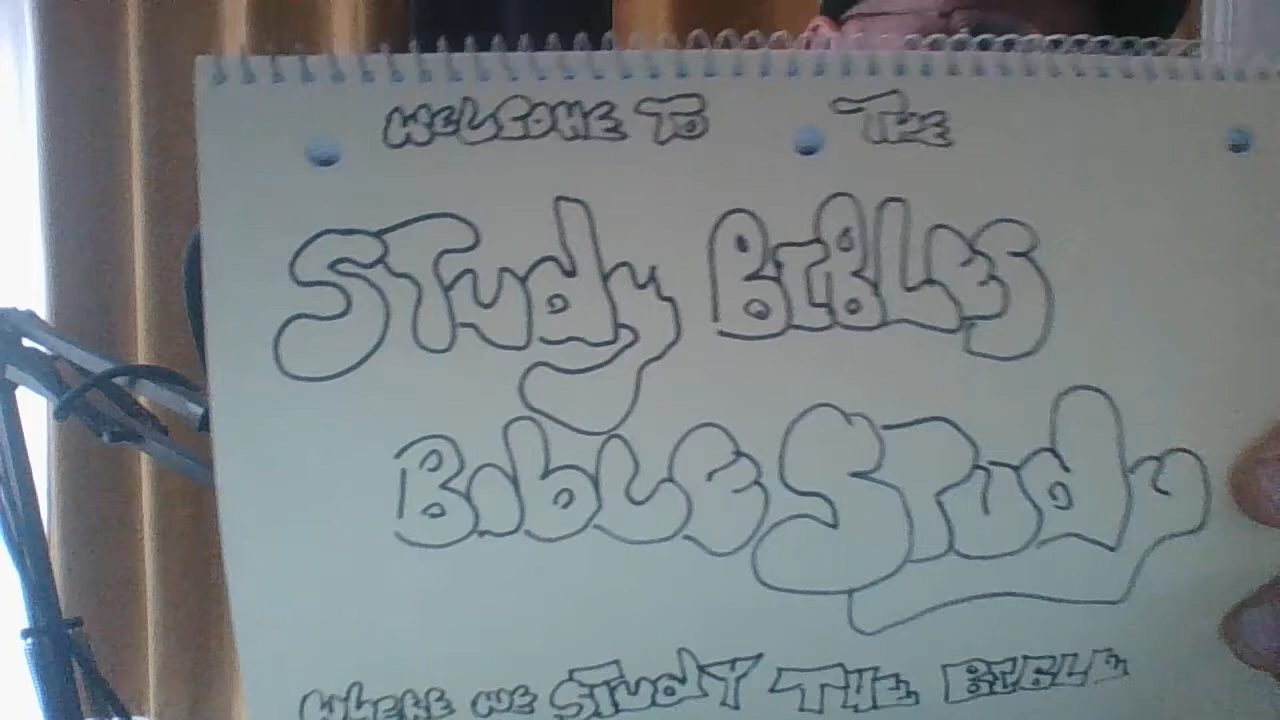 WELCOME TO THE
STudy BIBLES
BibLE STudy
WHERE WE STUdY THE BIBLE